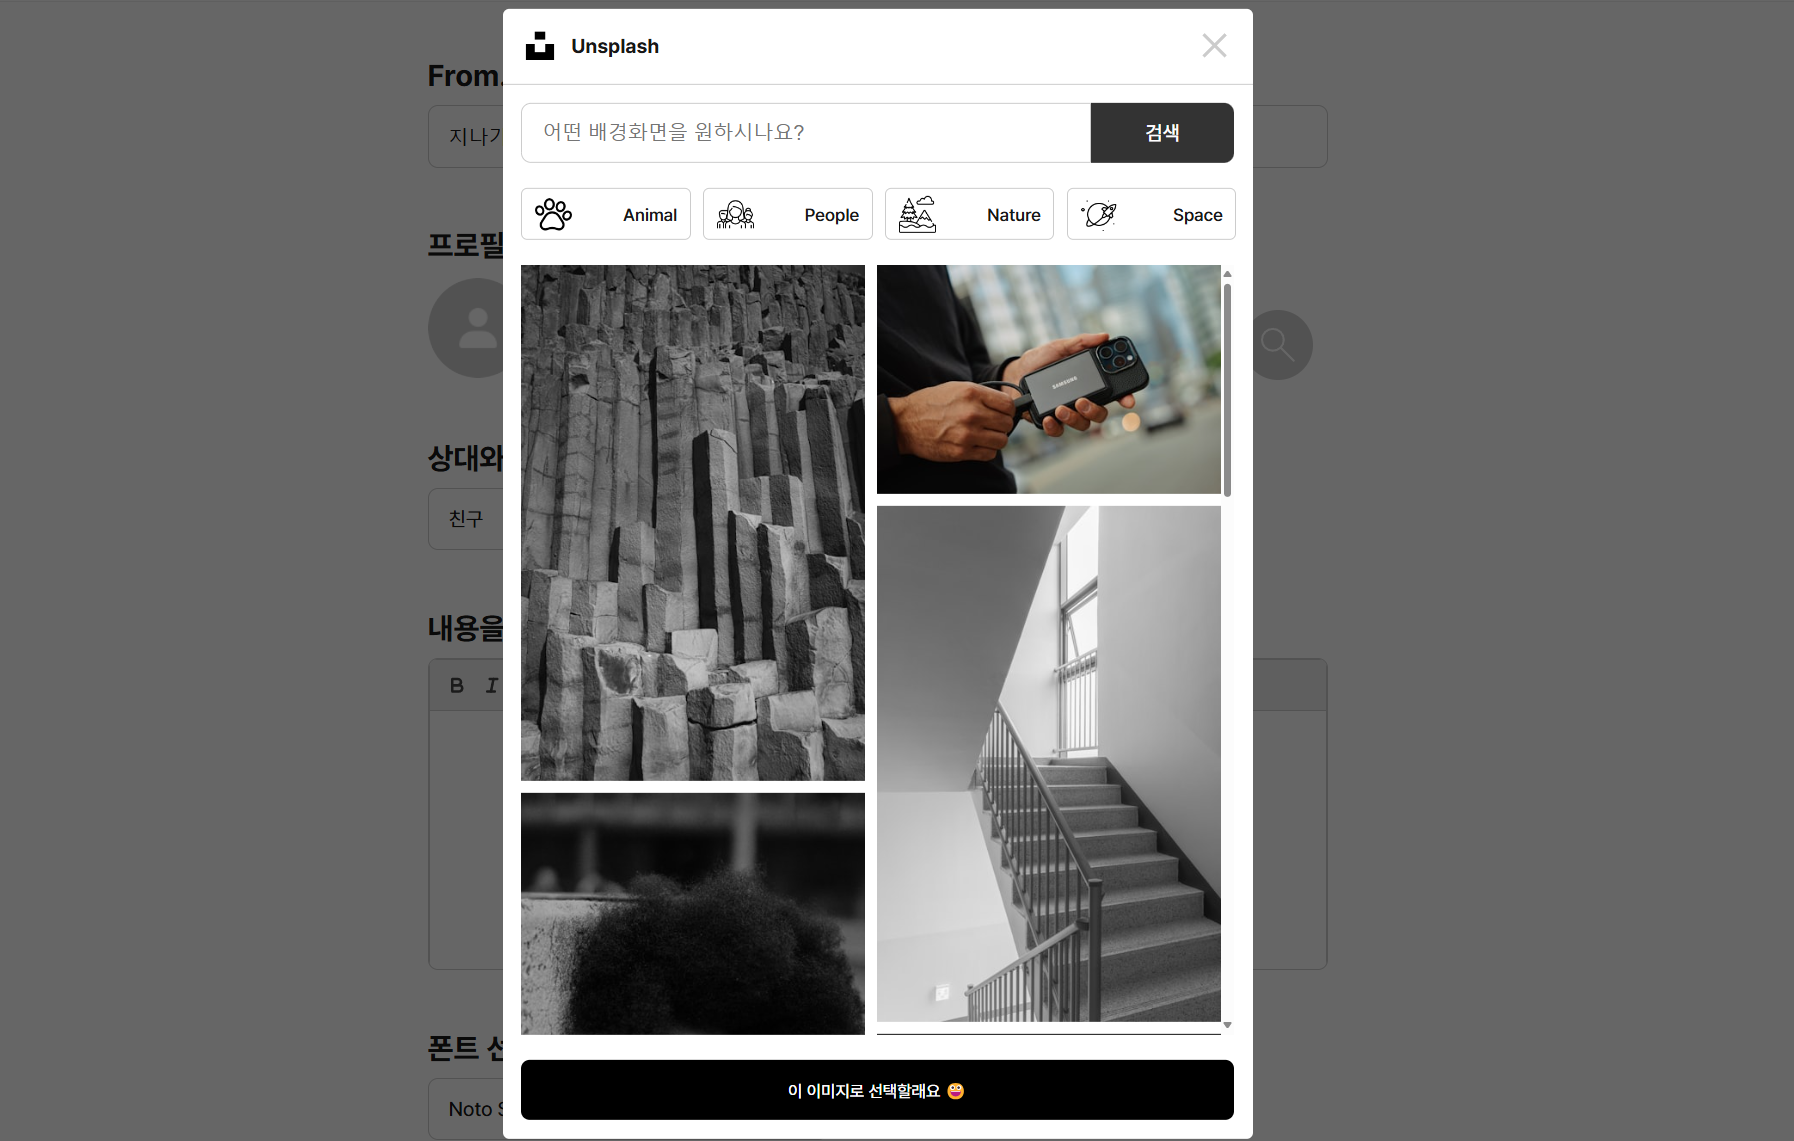 Unsplash
From.
지나가
어떤 배경화면을 원하시나요?
검색
Animal
People
Nature
Space
프로필
SAMSUNG
상대와
친구
내용을
B I
폰트
Noto
이 이미지로 선택할래요 😀